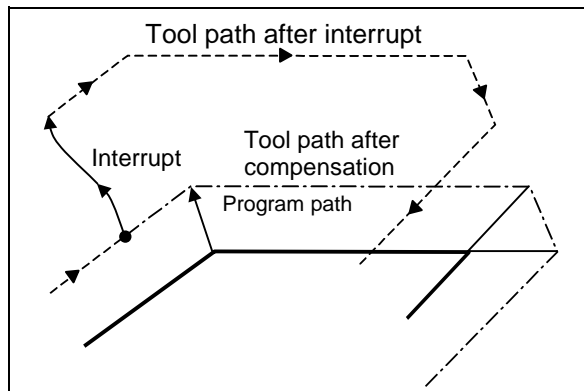 Tool path after interrupt
Tool path after
compensation
Interrupt
Program path